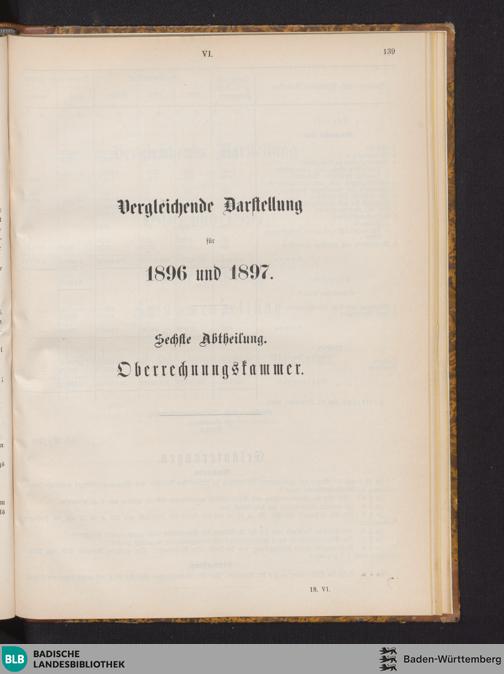 VI.
139
Vergleichende Darstellung
für
1896 und 1897.
Sechste Abtheilung.
Oberrechnungskammer.
18. VI.
BLB BADISCHE
LANDESBIBLIOTHEK
Baden-Württemberg